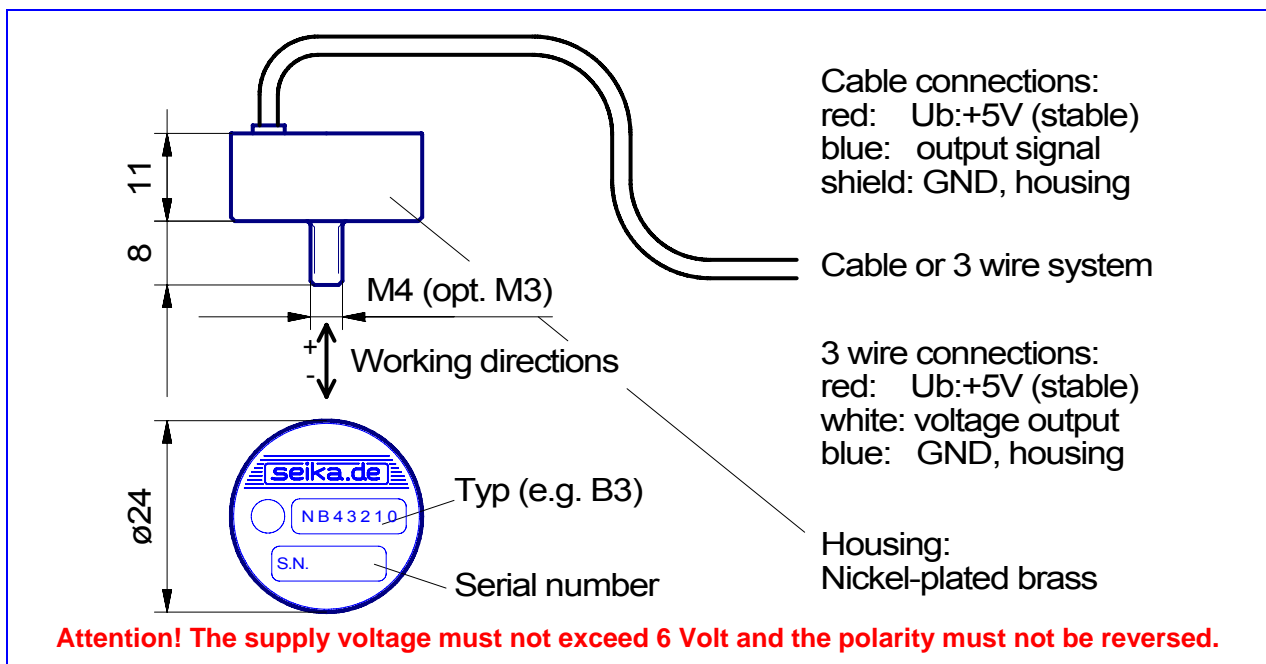 Cable connections:
red: Ub:+5V (stable)
blue: output signal
shield: GND, housing
11
8
Cable or 3 wire system
M4 (opt. M3)
+
-
Working directions
3 wire connections:
red: Ub:+5V (stable)
white: voltage output
blue: GND, housing
ø24
seika.de
NB43210
S.N.
Typ (e.g. B3)
Serial number
Housing:
Nickel-plated brass
Attention! The supply voltage must not exceed 6 Volt and the polarity must not be reversed.